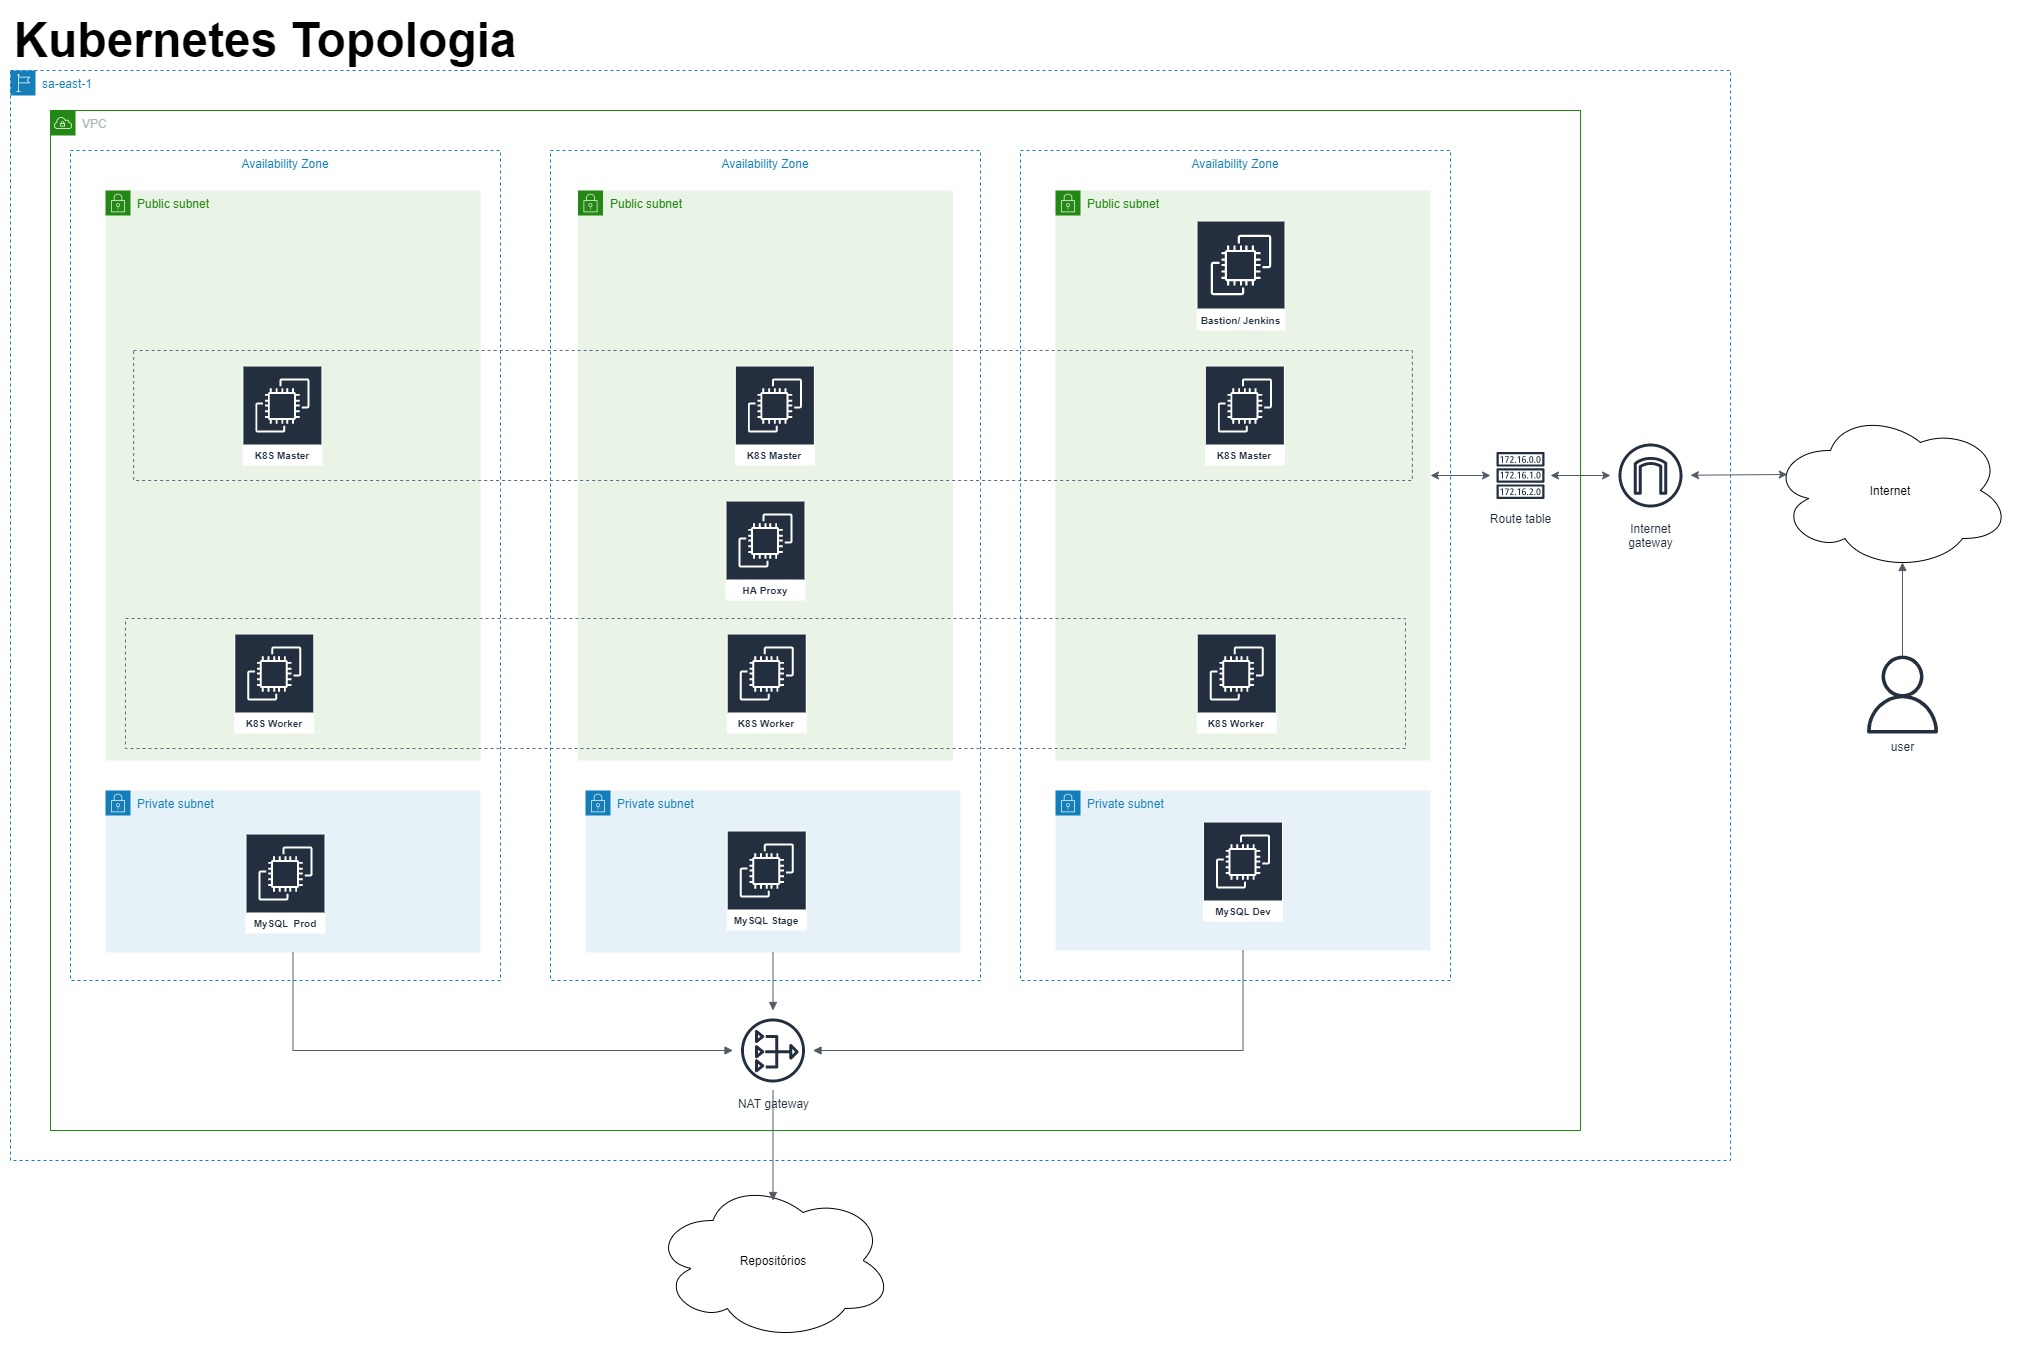 Kubernetes Topologia
sa-east-1
VPC
Availability Zone
Availability Zone
Availability Zone
Public subnet
Public subnet
Public subnet
Bastion/ Jenkins
K8S Master
K8S Master
K8S Master
172.16.0.0
172.16.1.0
172.16.2.0
Route table
Internet
gateway
Internet
HA Proxy
K8S Worker
K8S Worker
K8S Worker
user
Private subnet
Private subnet
Private subnet
MySQL Prod
MySQL Stage
MySQL Dev
NAT gateway
Repositórios